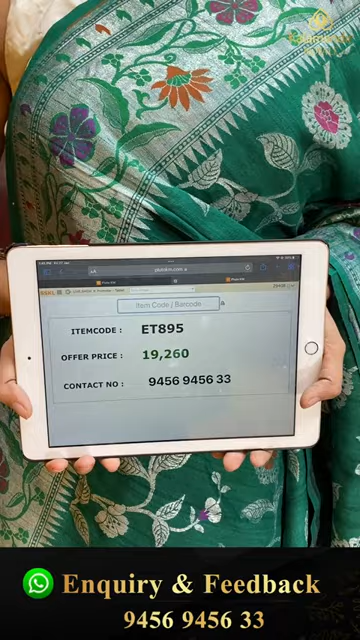 Item Code / Barcode
ITEMCODE : ET895
OFFER PRICE : 19,260
CONTACT NO : 9456 9456 33
Enquiry & Feedback
9456 9456 33